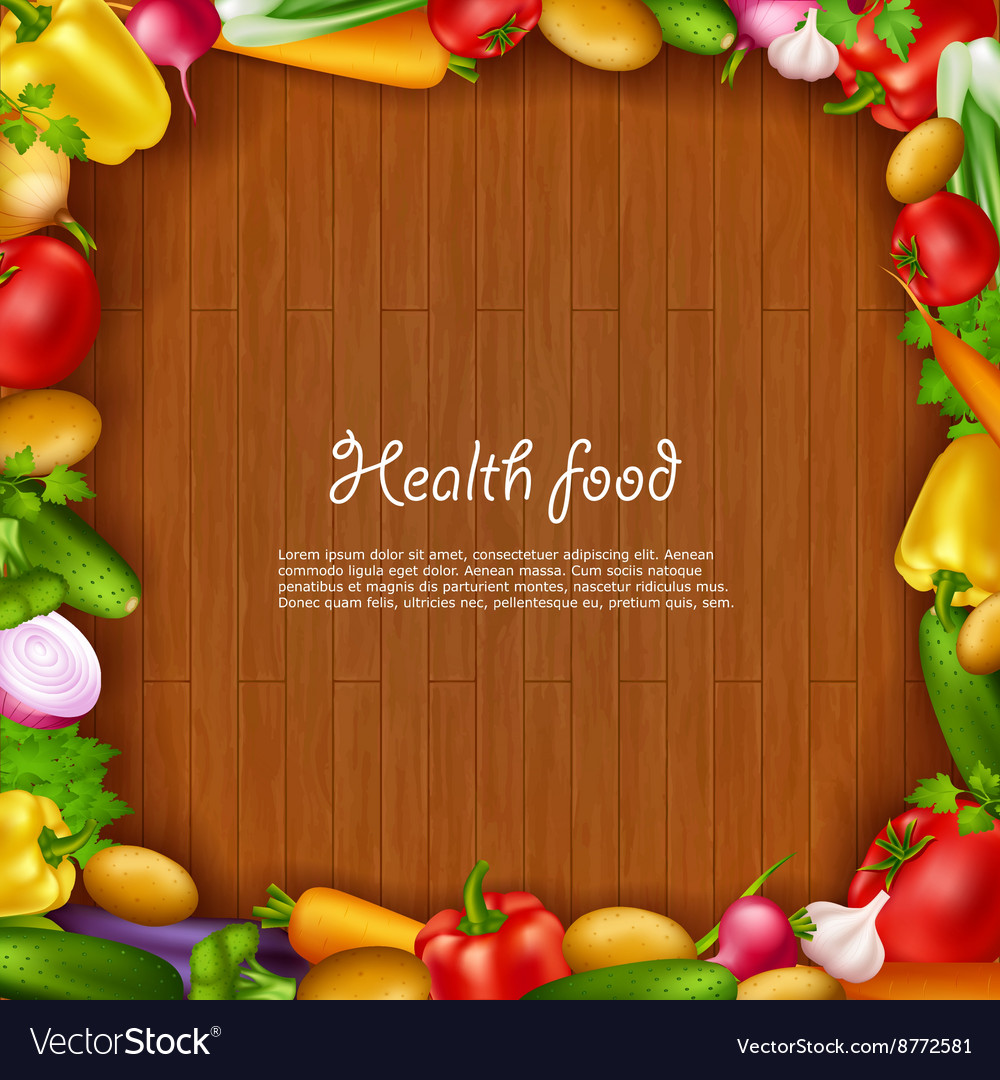 Health food
Lorem ipsum dolor sit amet, consectetuer adipiscing elit. Aenean
commodo ligula eget dolor. Aenean massa. Cum sociis natoque
penatibus et magnis dis parturient montes, nascetur ridiculus mus.
Donec quam felis, ultricies nec, pellentesque eu, pretium quis, sem.
VectorStock®
VectorStock.com/8772581